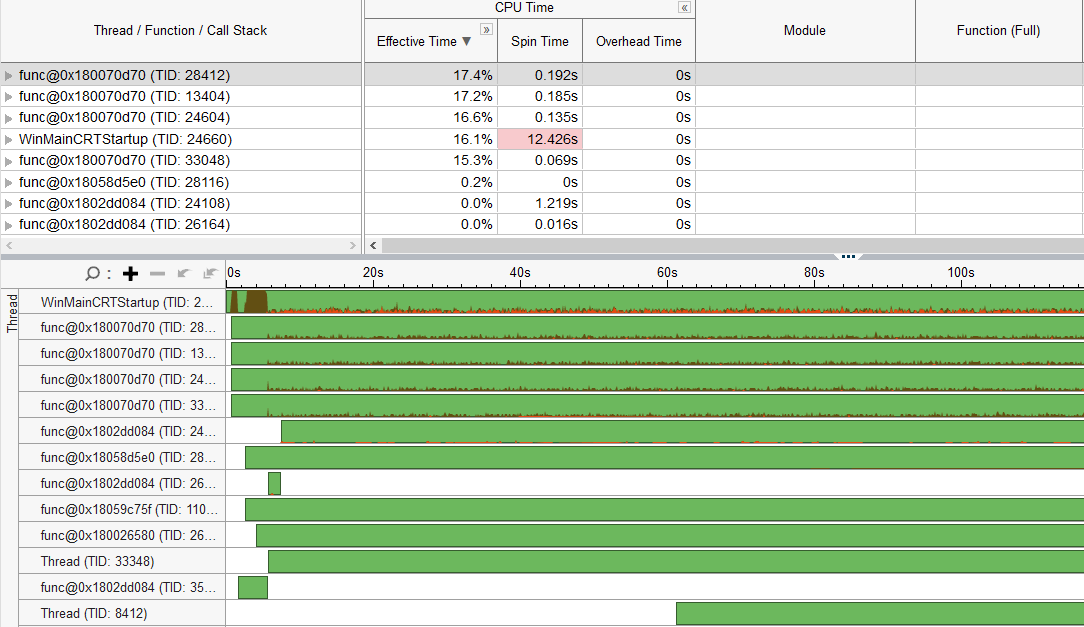 CPU Time «
Thread / Function / Call Stack Effective Time ▼ » Spin Time Overhead Time Module Function (Full)
func@0x180070d70 (TID: 28412) 17.4% 0.192s 0s
func@0x180070d70 (TID: 13404) 17.2% 0.185s 0s
func@0x180070d70 (TID: 24604) 16.6% 0.135s 0s
WinMainCRTStartup (TID: 24660) 16.1% 12.426s 0s
func@0x180070d70 (TID: 33048) 15.3% 0.069s 0s
func@0x18058d5e0 (TID: 28116) 0.2% 0s 0s
func@0x1802dd084 (TID: 24108) 0.0% 1.219s 0s
func@0x1802dd084 (TID: 26164) 0.0% 0.016s 0s
: 0s 20s 40s 60s 80s 100s
Thread
WinMainCRTStartup (TID: 2...
func@0x180070d70 (TID: 28...
func@0x180070d70 (TID: 13...
func@0x180070d70 (TID: 24...
func@0x180070d70 (TID: 33...
func@0x1802dd084 (TID: 24...
func@0x18058d5e0 (TID: 28...
func@0x1802dd084 (TID: 26...
func@0x18059c75f (TID: 110...
func@0x180026580 (TID: 26...
Thread (TID: 33348)
func@0x1802dd084 (TID: 35...
Thread (TID: 8412)